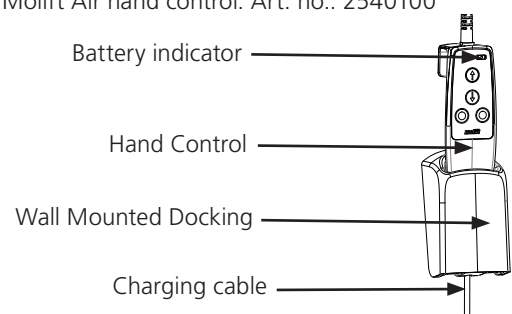 Molift Air hand control. Art. no.: 2540100
Battery indicator
Hand Control
Wall Mounted Docking
Charging cable